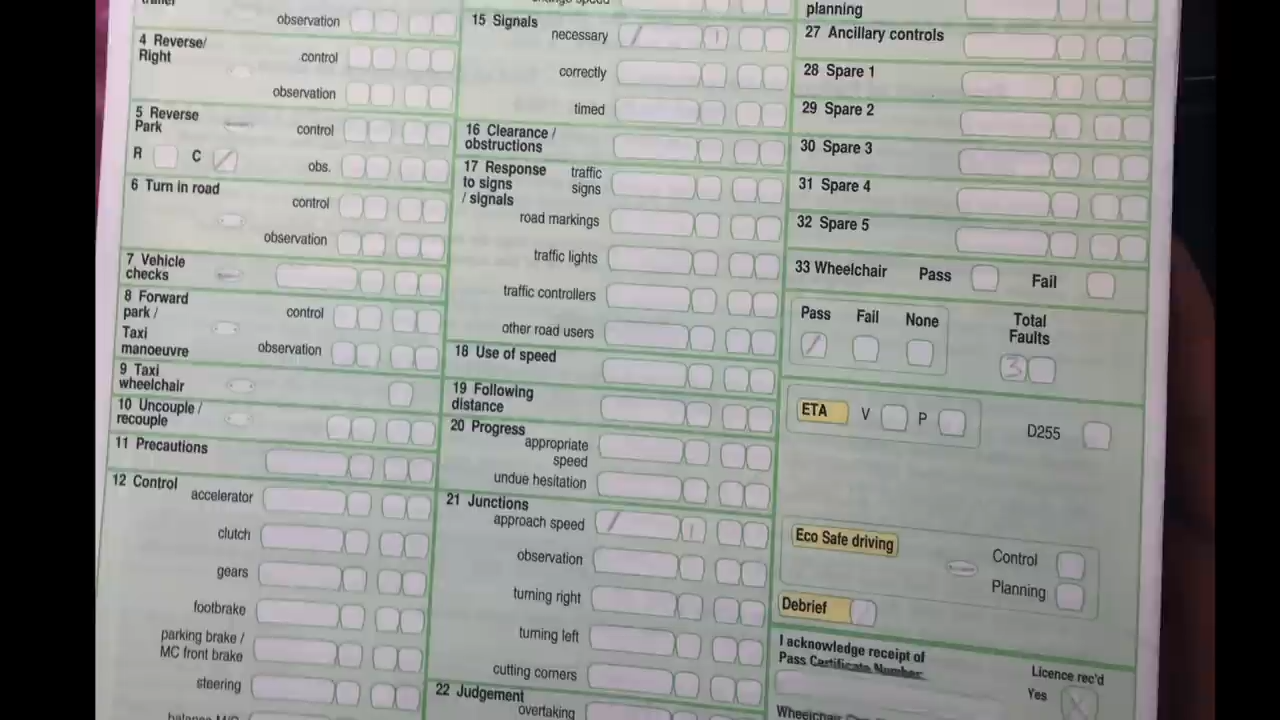 observation
4 Reverse/
Right
control
observation
5 Reverse
Park
control
R
C /
obs.
6 Turn in road
control
observation
7 Vehicle
checks
8 Forward
park /
control
Taxi
manoeuvre
observation
9 Taxi
wheelchair
10 Uncouple /
recouple
11 Precautions
12 Control
accelerator
clutch
gears
footbrake
parking brake /
MC front brake
steering
15 Signals
necessary / 1
correctly
timed
16 Clearance /
obstructions
17 Response
to signs
/ signals
traffic
signs
road markings
traffic lights
traffic controllers
other road users
18 Use of speed
19 Following
distance
20 Progress
appropriate
speed
undue hesitation
21 Junctions
approach speed / 1
observation
turning right
turning left
cutting corners
22 Judgement
overtaking
planning
27 Ancillary controls
28 Spare 1
29 Spare 2
30 Spare 3
31 Spare 4
32 Spare 5
33 Wheelchair Pass Fail
Pass Fail None
/
Total
Faults
3
ETA V P
D255
Eco Safe driving
Control
Planning
Debrief /
I acknowledge receipt of
Pass Certificate Number
Licence rec'd
Yes X
Wheelchair